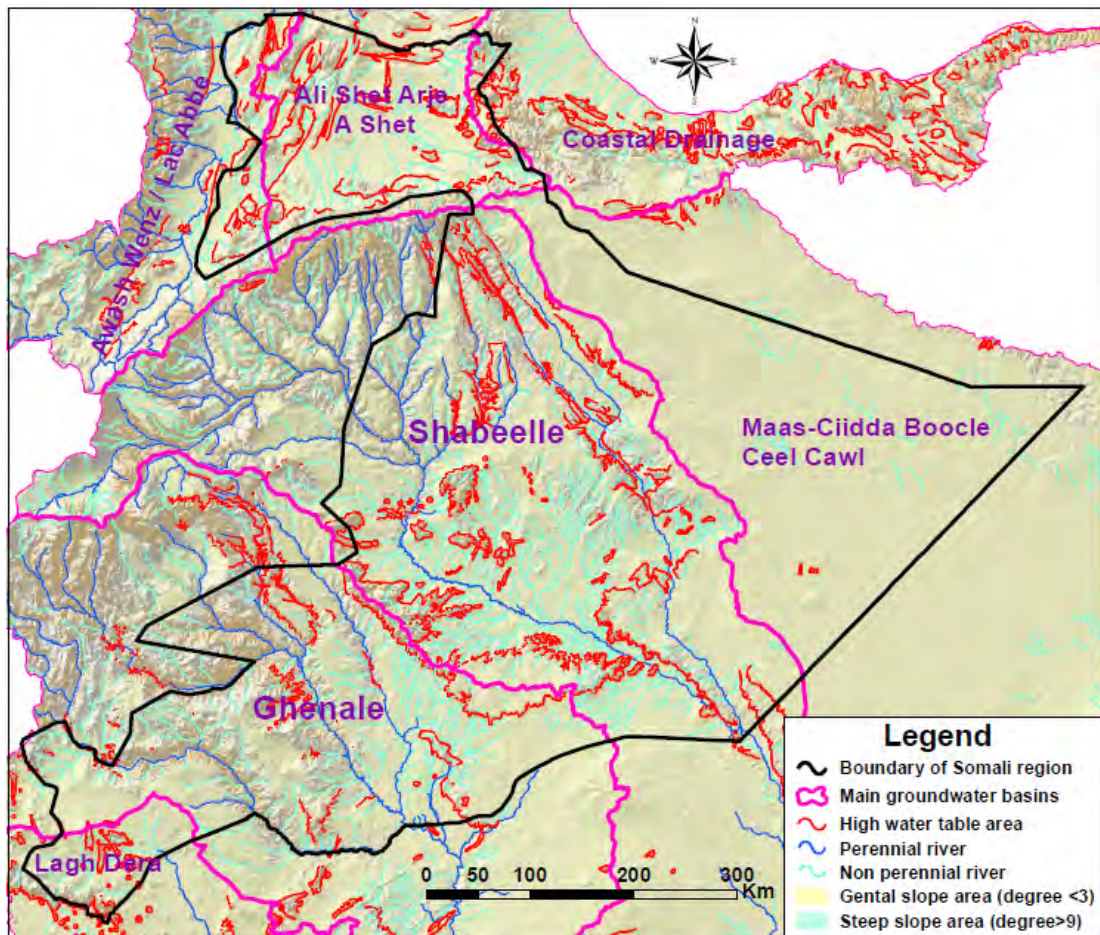 N
W E
S
Ali Shet Arie
A Shet
Coastal Drainage
Awash Wenz / Lac Abbe
Shabeelle
Maas-Ciidda Boocle
Ceel Cawl
Ghenale
Lagh Dera
0 50 100 200 300
Km
Legend
Boundary of Somali region
Main groundwater basins
High water table area
Perennial river
Non perennial river
Gental slope area (degree <3)
Steep slope area (degree>9)